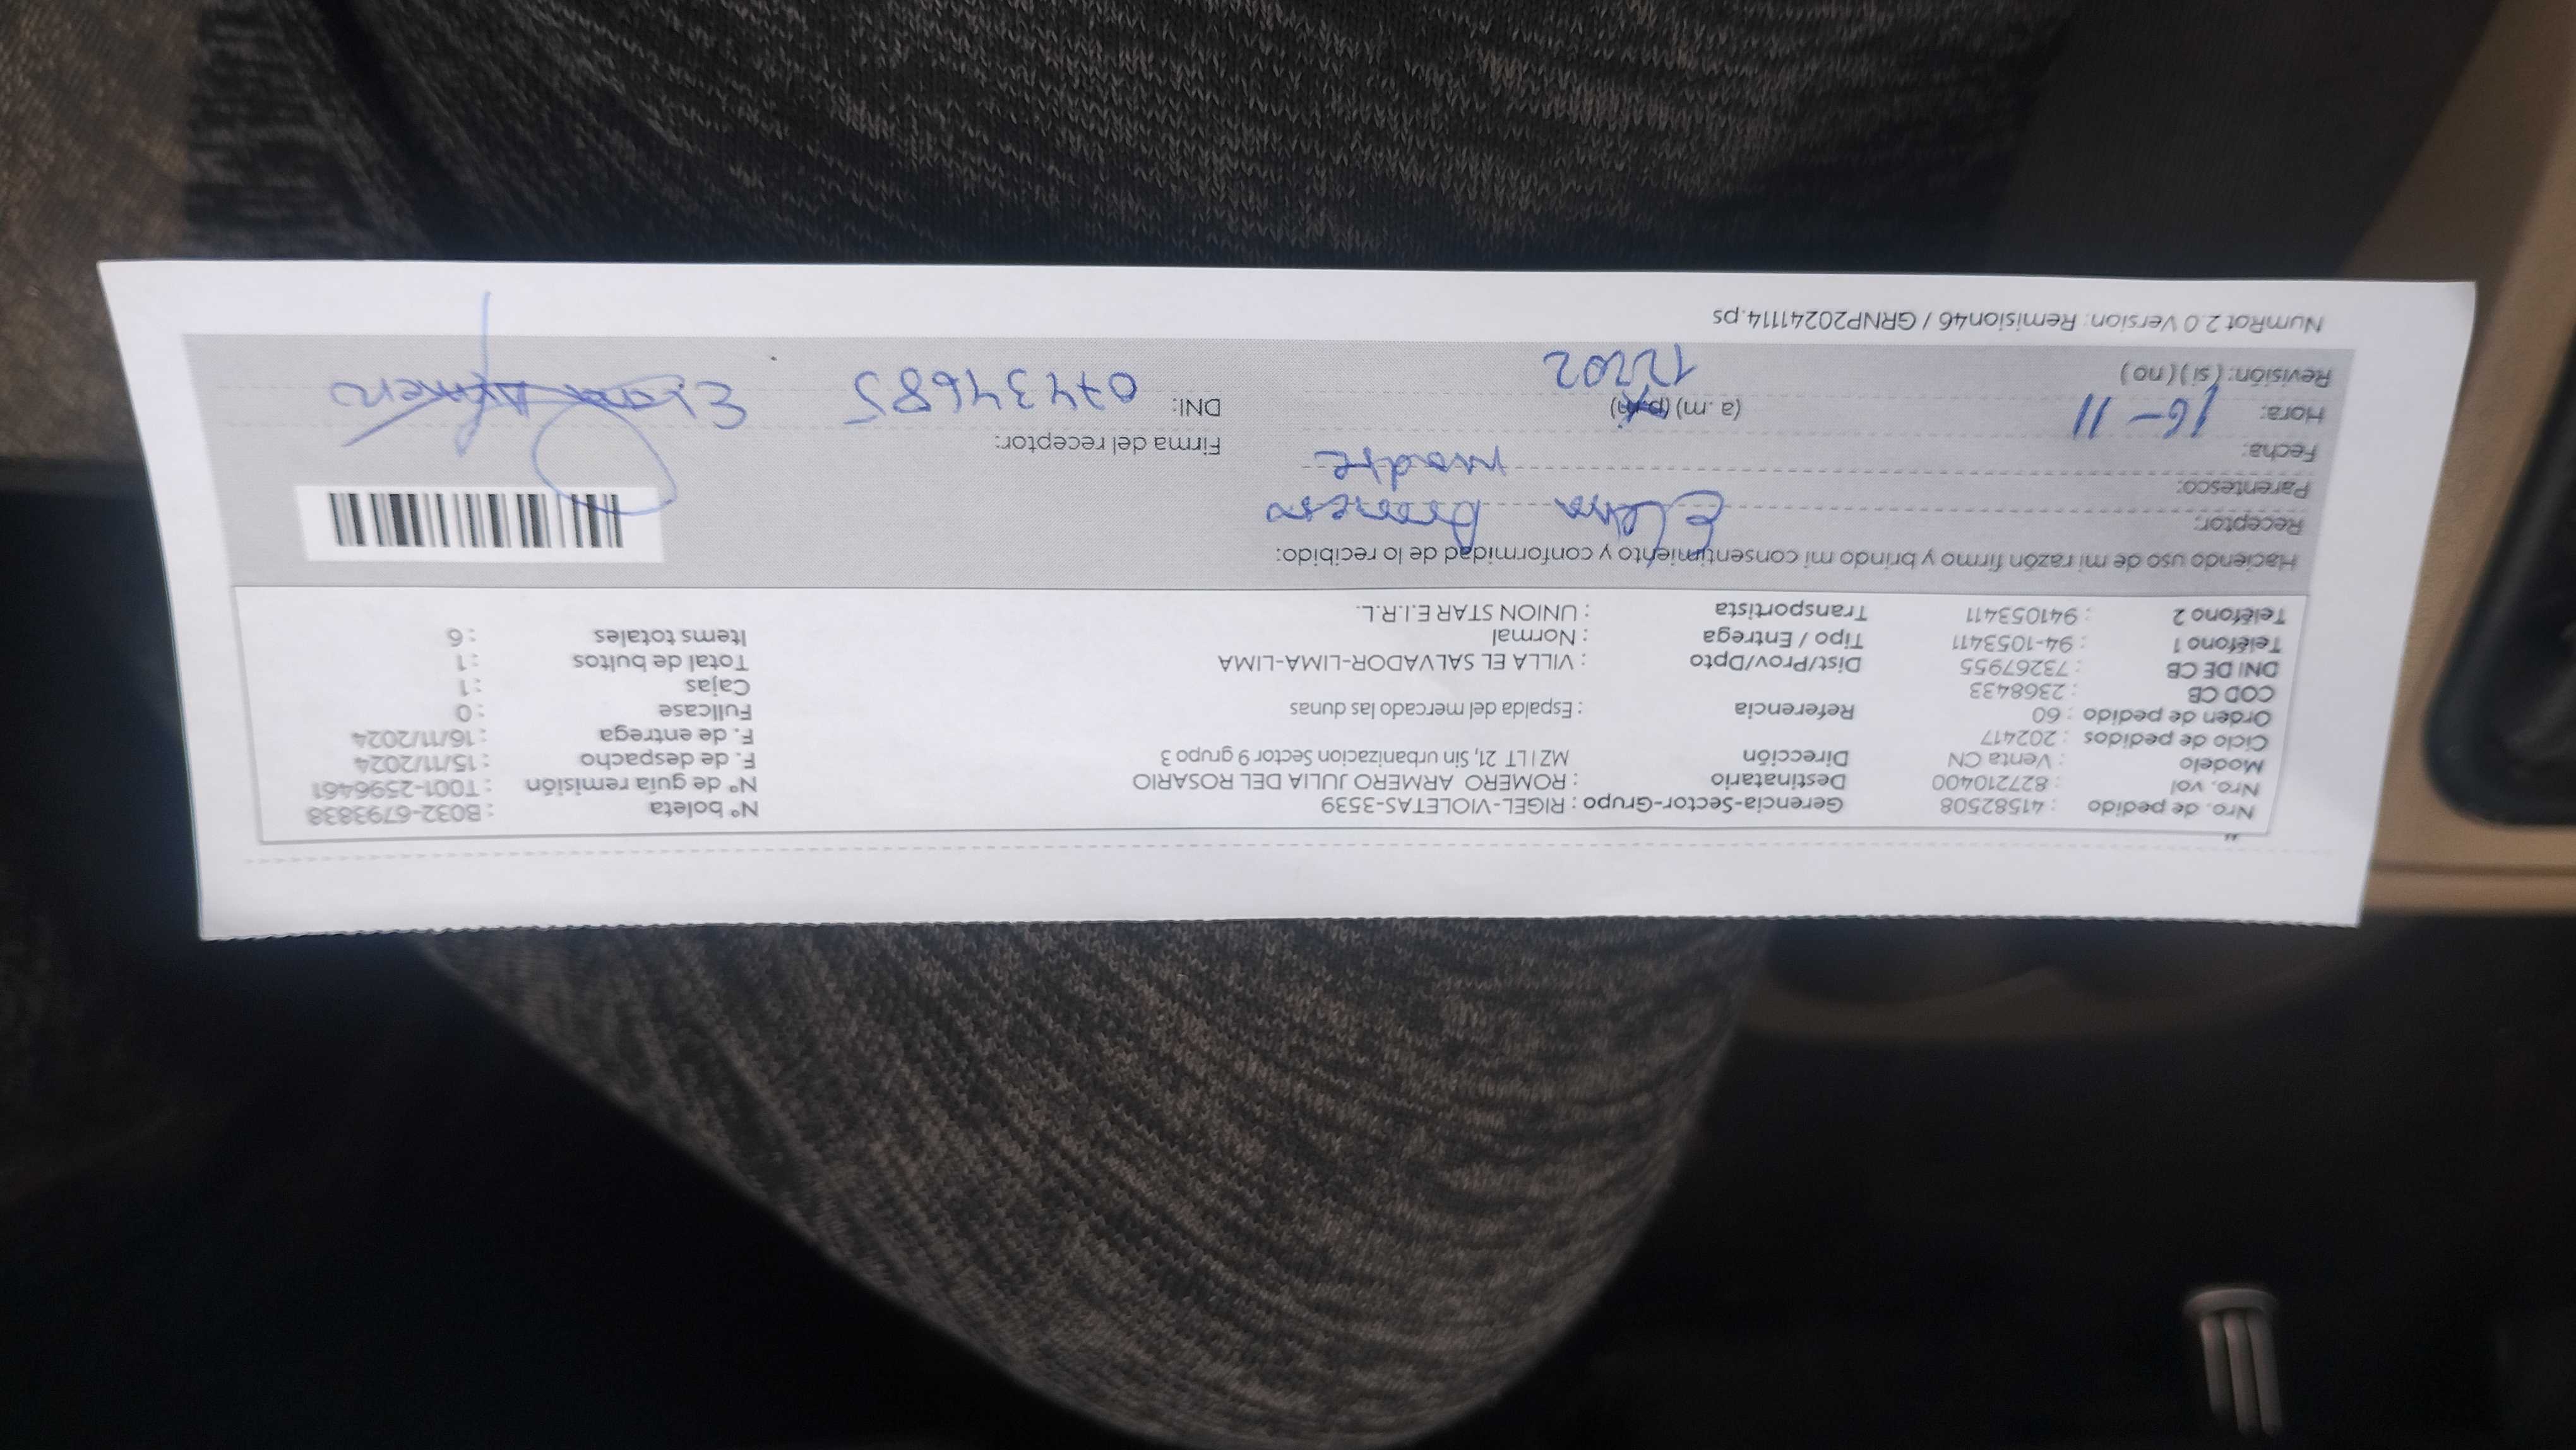 Nro. de pedido : 41582508 Gerencia-Sector-Grupo : RIGEL-VIOLETAS-3539 N° boleta : B032-6793838
Nro. vol : 827210400 Destinatario : ROMERO ARMERO JULIA DEL ROSARIO N° de guía remisión : T001-2596461
Modelo : Venta CN Dirección MZ I LT 21, Sin urbanizacion Sector 9 grupo 3 F. de despacho : 15/11/2024
Ciclo de pedidos : 202417 F. de entrega : 16/11/2024
Orden de pedido : 60 Referencia : Espalda del mercado las dunas Fullcase : 0
COD CB : 2368433 Cajas : 1
DNI DE CB : 73267955 Dist/Prov/Dpto : VILLA EL SALVADOR-LIMA-LIMA Total de bultos : 1
Teléfono 1 : 94-1053411 Tipo / Entrega : Normal Items totales : 6
Teléfono 2 : 941053411 Transportista : UNION STAR E.I.R.L.
Haciendo uso de mi razón firmo y brindo mi consentimiento y conformidad de lo recibido:
Receptor: Elena Armero
Parentesco: madre
Fecha: 16-11 Firma del receptor:
Hora: (a.m) (p.m) DNI: 07434685
Revisión: (si) (no)
NumRot 2.0 Version: Remision46 / GRNP20241114.ps